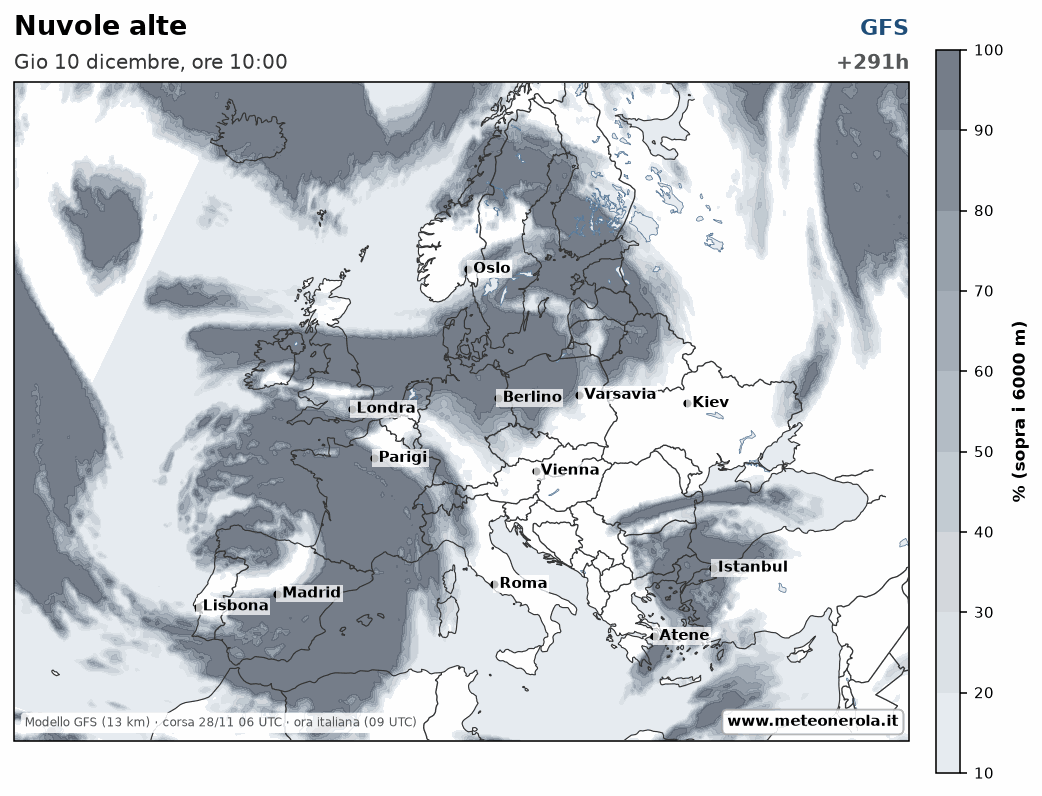 Nuvole alte
GFS
Gio 10 dicembre, ore 10:00
+291h
Oslo
Berlino
Varsavia
Kiev
Londra
Parigi
Vienna
Istanbul
Roma
Madrid
Lisbona
Atene
Modello GFS (13 km) · corsa 28/11 06 UTC · ora italiana (09 UTC)
www.meteonerola.it
100
90
80
70
60
50
40
30
20
10
% (sopra i 6000 m)